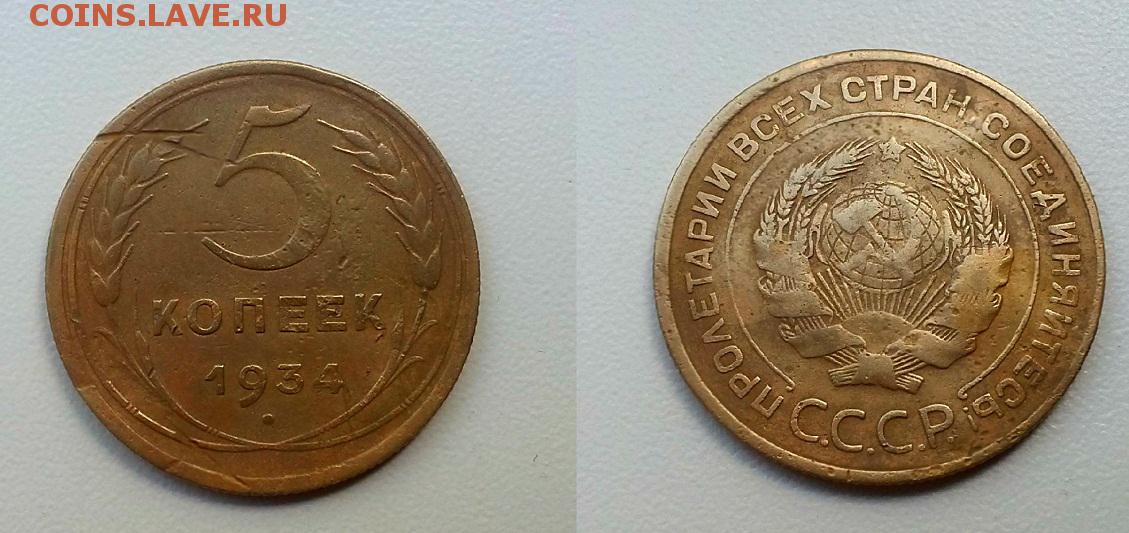 COINS.LAVE.RU
5
КОПЕЕК
1934
ПРОЛЕТАРИИ ВСЕХ СТРАН, СОЕДИНЯЙТЕСЬ!
С.С.С.Р.